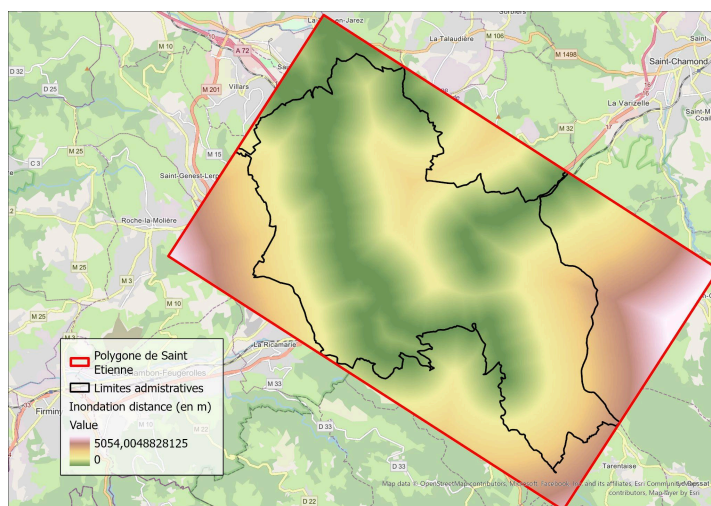 La Talaudière
M 10
A 72
M 106
D 32
M 1498
Saint-Chamond
D 25
Villars
M 201
La Varizelle
C 3
M 15
M 32
Saint-Genest-Lerp
Roche-la-Molière
M 25
M 3
M 25
M 10
Polygone de Saint
Etienne
La Ricamarie
Limites admistratives
Chambon-Feugerolles
M 33
Inondation distance (en m)
Firminy
Value
M 22
5054,0048828125
D 33
D 33
0
Tarentaise
Map data © OpenStreetMap contributors, Microsoft, Facebook, Inc. and its affiliates, Esri Community Maps
contributors, Map layer by Esri